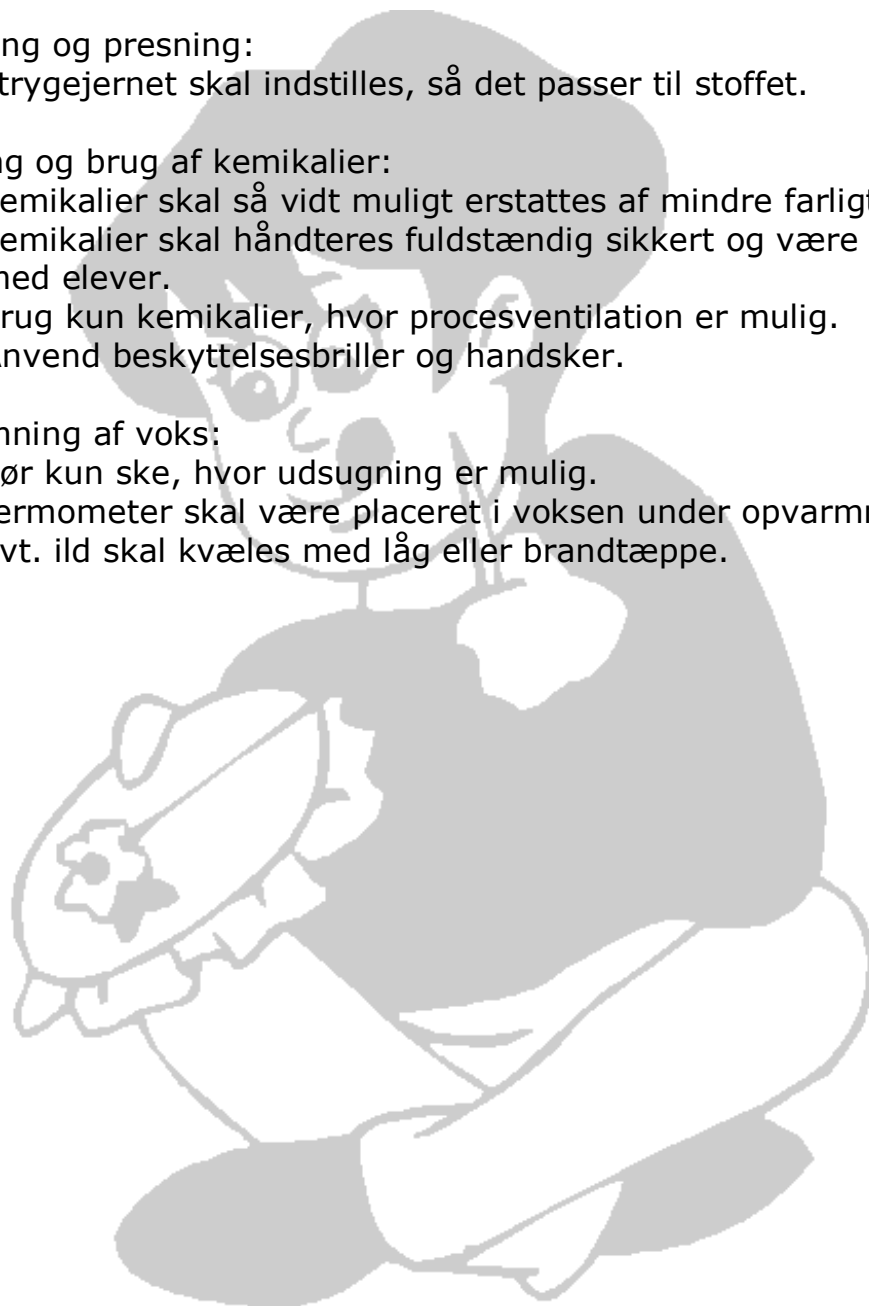 ng og presning:
trygejernet skal indstilles, så det passer til stoffet.
ng og brug af kemikalier:
emikalier skal så vidt muligt erstattes af mindre farligt
emikalier skal håndteres fuldstændig sikkert og være
ned elever.
rug kun kemikalier, hvor procesventilation er mulig.
nvend beskyttelsesbriller og handsker.
nning af voks:
ør kun ske, hvor udsugning er mulig.
ermometer skal være placeret i voksen under opvarmn
vt. ild skal kvæles med låg eller brandtæppe.